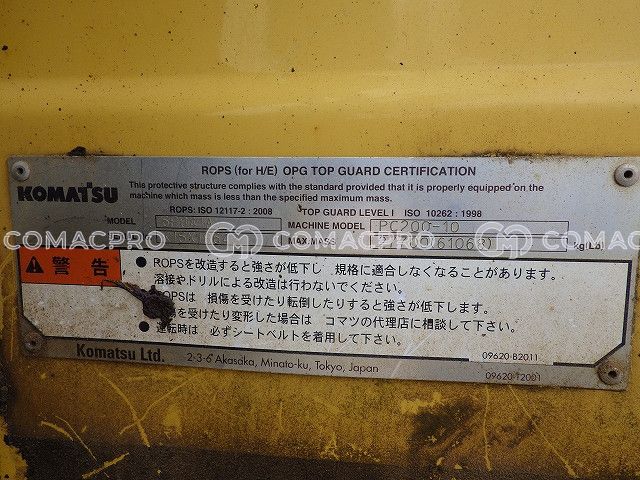 ROPS (for H/E) OPG TOP GUARD CERTIFICATION
KOMATSU
This protective structure complies with the standard provided that it is properly equipped on the
machine which mass is less than the specified maximum mass.
ROPS: ISO 12117-2 : 2008 TOP GUARD LEVEL I ISO 10262 : 1998
MODEL MACHINE MODEL PC200-10
MAX.MASS kg(Lb)
COMACPRO COMACPRO COMACPRO
警告
● ROPSを改造すると強さが低下し 規格に適合しなくなることがあります。
溶接やドリルによる改造は行わないでください。
ROPSは 損傷を受けたり転倒したりすると強さが低下します。
を受けたり変形した場合は コマツの代理店に相談して下さい。
● 運転時は 必ずシートベルトを着用して下さい。
09620-B2011
Komatsu Ltd. 2-3-6 Akasaka, Minato-ku, Tokyo, Japan
09620-T2001